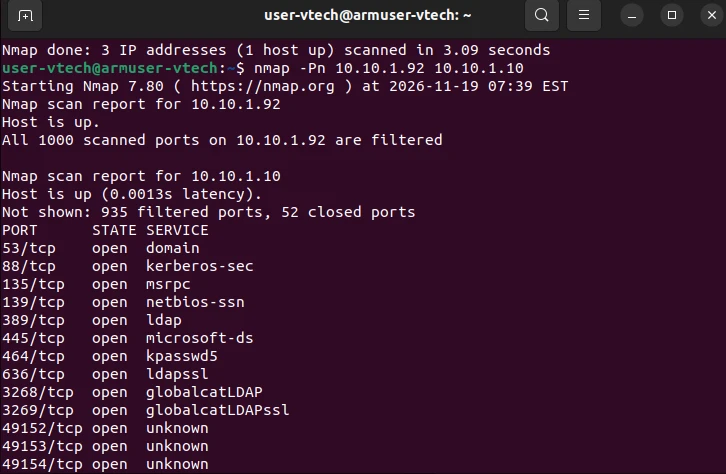 user-vtech@armuser-vtech: ~
Nmap done: 3 IP addresses (1 host up) scanned in 3.09 seconds
user-vtech@armuser-vtech:~$ nmap -Pn 10.10.1.92 10.10.1.10
Starting Nmap 7.80 ( https://nmap.org ) at 2026-11-19 07:39 EST
Nmap scan report for 10.10.1.92
Host is up.
All 1000 scanned ports on 10.10.1.92 are filtered
Nmap scan report for 10.10.1.10
Host is up (0.0013s latency).
Not shown: 935 filtered ports, 52 closed ports
PORT      STATE SERVICE
53/tcp    open  domain
88/tcp    open  kerberos-sec
135/tcp   open  msrpc
139/tcp   open  netbios-ssn
389/tcp   open  ldap
445/tcp   open  microsoft-ds
464/tcp   open  kpasswd5
636/tcp   open  ldapssl
3268/tcp  open  globalcatLDAP
3269/tcp  open  globalcatLDAPssl
49152/tcp open  unknown
49153/tcp open  unknown
49154/tcp open  unknown